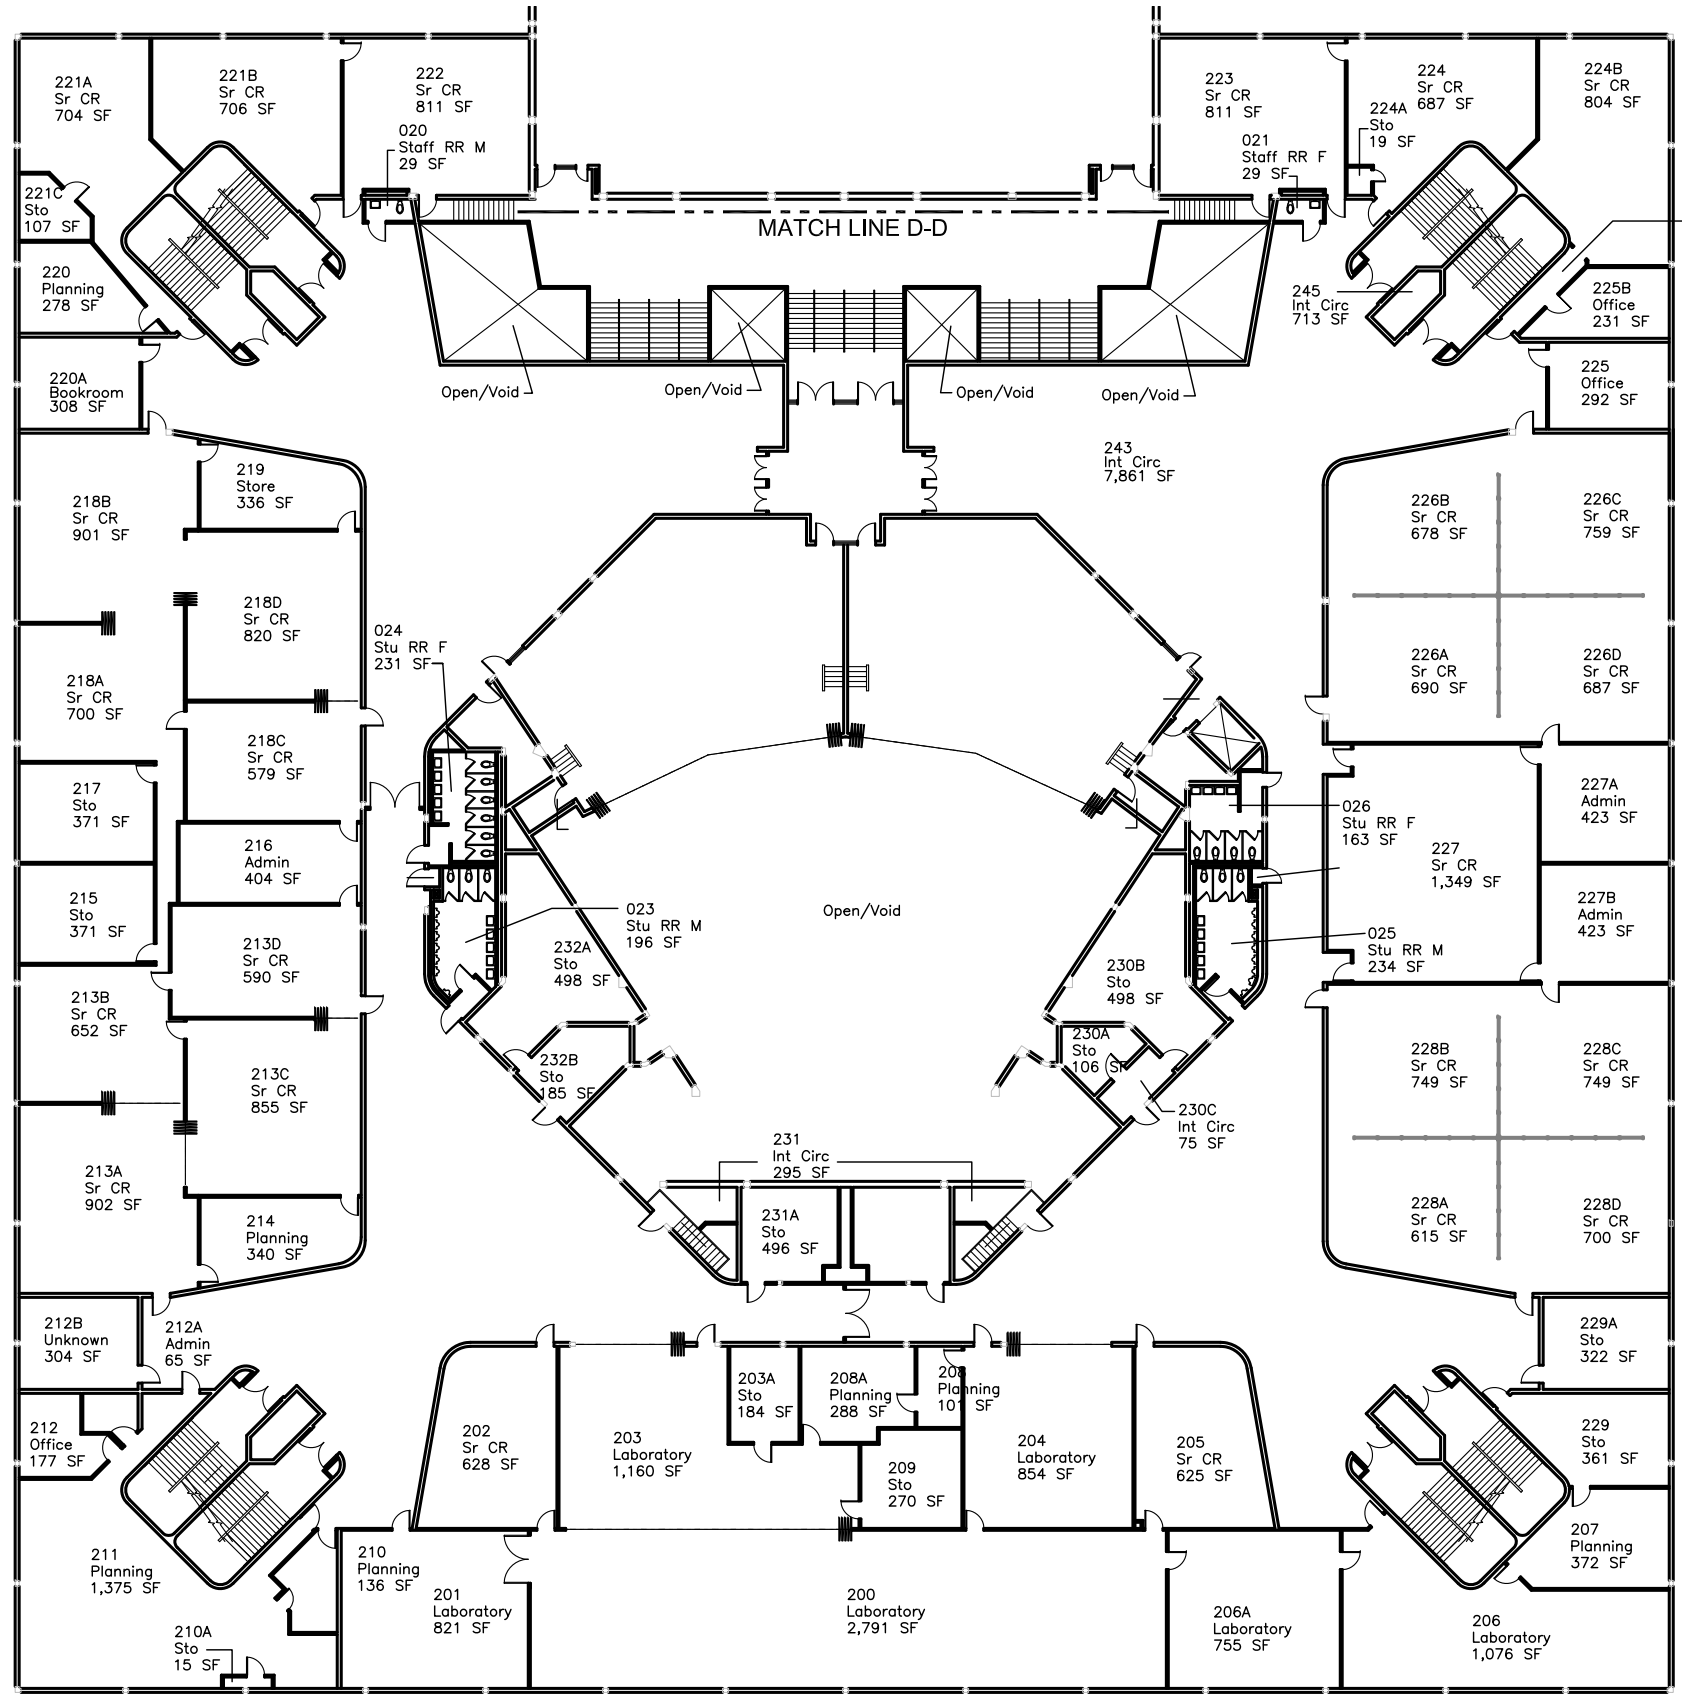 221A
Sr CR
704 SF
221B
Sr CR
706 SF
222
Sr CR
811 SF
020
Staff RR M
29 SF
223
Sr CR
811 SF
021
Staff RR F
29 SF
224
Sr CR
687 SF
224A
Sto
19 SF
224B
Sr CR
804 SF
221C
Sto
107 SF
MATCH LINE D-D
220
Planning
278 SF
245
Int Circ
713 SF
225B
Office
231 SF
220A
Bookroom
308 SF
Open/Void
Open/Void
Open/Void
Open/Void
225
Office
292 SF
243
Int Circ
7,861 SF
219
Store
336 SF
218B
Sr CR
901 SF
226B
Sr CR
678 SF
226C
Sr CR
759 SF
218D
Sr CR
820 SF
024
Stu RR F
231 SF
218A
Sr CR
700 SF
226A
Sr CR
690 SF
226D
Sr CR
687 SF
218C
Sr CR
579 SF
217
Sto
371 SF
026
Stu RR F
163 SF
227A
Admin
423 SF
216
Admin
404 SF
227
Sr CR
1,349 SF
215
Sto
371 SF
023
Stu RR M
196 SF
Open/Void
227B
Admin
423 SF
213D
Sr CR
590 SF
232A
Sto
498 SF
230B
Sto
498 SF
025
Stu RR M
234 SF
213B
Sr CR
652 SF
232B
Sto
185 SF
230A
Sto
106 SF
228B
Sr CR
749 SF
228C
Sr CR
749 SF
213C
Sr CR
855 SF
230C
Int Circ
75 SF
231
Int Circ
295 SF
213A
Sr CR
902 SF
214
Planning
340 SF
231A
Sto
496 SF
228A
Sr CR
615 SF
228D
Sr CR
700 SF
212B
Unknown
304 SF
212A
Admin
65 SF
229A
Sto
322 SF
203A
Sto
184 SF
208A
Planning
288 SF
208
Planning
101 SF
212
Office
177 SF
202
Sr CR
628 SF
203
Laboratory
1,160 SF
204
Laboratory
854 SF
205
Sr CR
625 SF
229
Sto
361 SF
209
Sto
270 SF
211
Planning
1,375 SF
210
Planning
136 SF
207
Planning
372 SF
201
Laboratory
821 SF
200
Laboratory
2,791 SF
206A
Laboratory
755 SF
206
Laboratory
1,076 SF
210A
Sto
15 SF